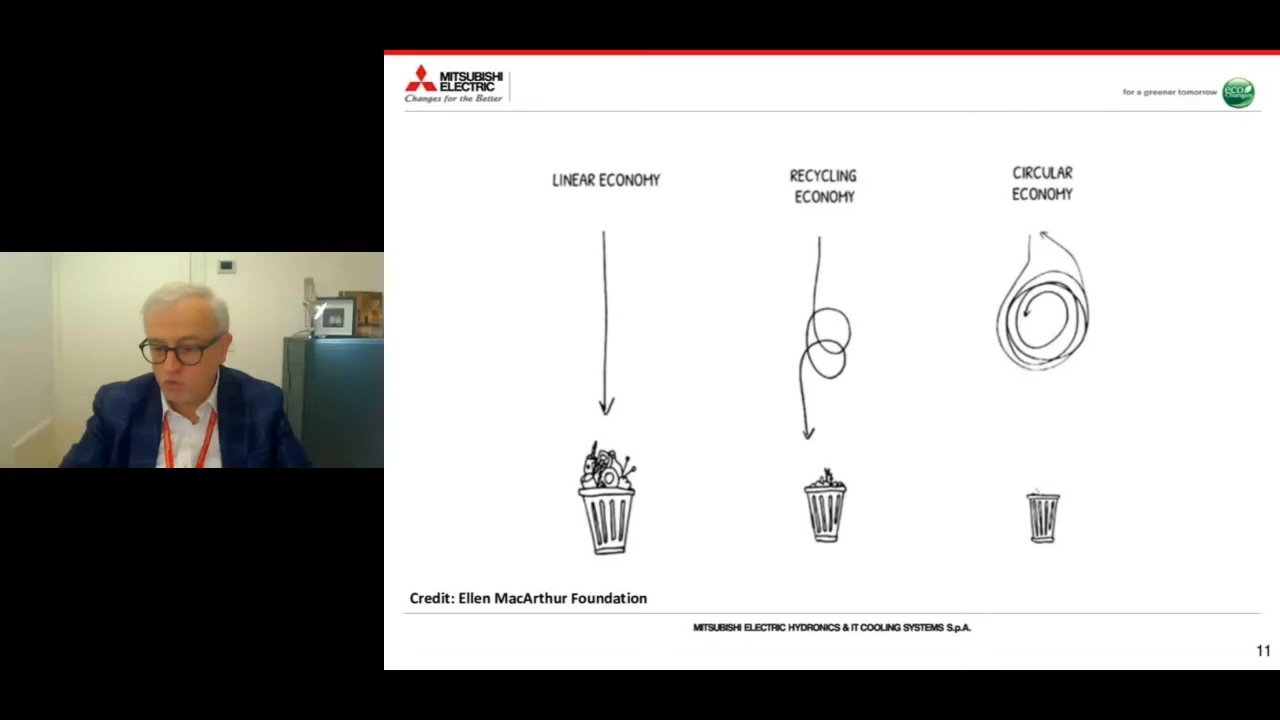 MITSUBISHI
ELECTRIC
Changes for the Better
for a greener tomorrow
eco
Changes
LINEAR ECONOMY
RECYCLING
ECONOMY
CIRCULAR
ECONOMY
Credit: Ellen MacArthur Foundation
MITSUBISHI ELECTRIC HYDRONICS & IT COOLING SYSTEMS S.p.A.
11